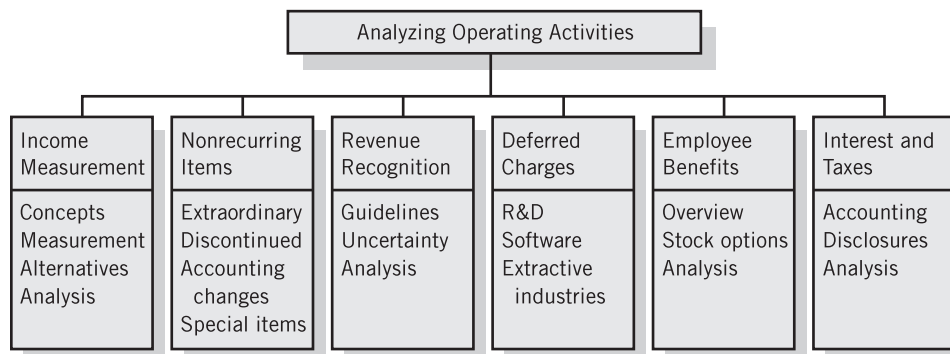 Analyzing Operating Activities
Income
Measurement
Concepts
Measurement
Alternatives
Analysis
Nonrecurring
Items
Extraordinary
Discontinued
Accounting
changes
Special items
Revenue
Recognition
Guidelines
Uncertainty
Analysis
Deferred
Charges
R&D
Software
Extractive
industries
Employee
Benefits
Overview
Stock options
Analysis
Interest and
Taxes
Accounting
Disclosures
Analysis